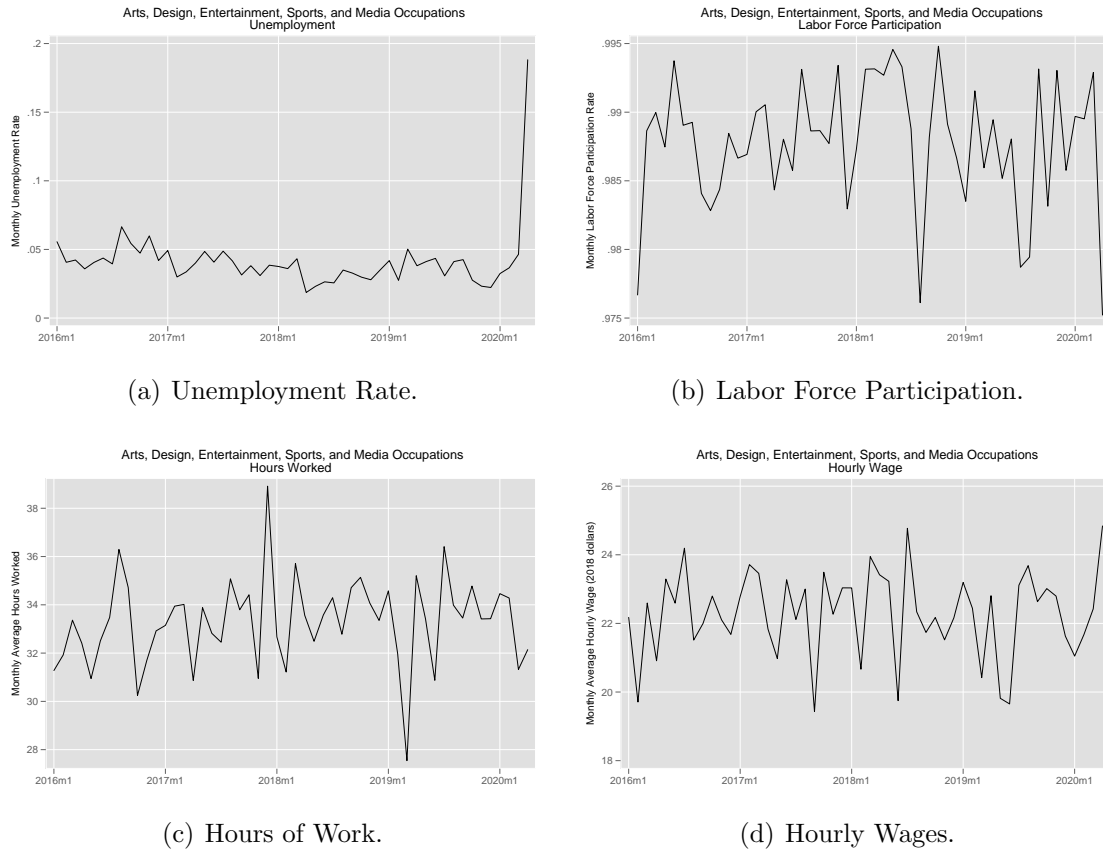 Arts, Design, Entertainment, Sports, and Media Occupations
Unemployment
Monthly Unemployment Rate
.2
.15
.1
.05
0
2016m1 2017m1 2018m1 2019m1 2020m1
(a) Unemployment Rate.
Arts, Design, Entertainment, Sports, and Media Occupations
Labor Force Participation
Monthly Labor Force Participation Rate
.995
.99
.985
.98
.975
2016m1 2017m1 2018m1 2019m1 2020m1
(b) Labor Force Participation.
Arts, Design, Entertainment, Sports, and Media Occupations
Hours Worked
Monthly Average Hours Worked
38
36
34
32
30
28
2016m1 2017m1 2018m1 2019m1 2020m1
(c) Hours of Work.
Arts, Design, Entertainment, Sports, and Media Occupations
Hourly Wage
Monthly Average Hourly Wage (2018 dollars)
26
24
22
20
18
2016m1 2017m1 2018m1 2019m1 2020m1
(d) Hourly Wages.